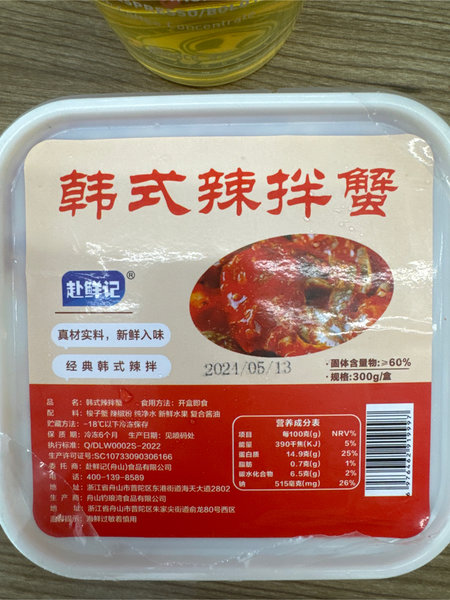 韩式辣拌蟹
赴鲜记®
真材实料，新鲜入味
经典韩式辣拌
2021/05/13
·固体含量物:≥60%
·规格:300g/盒
品 名: 韩式辣拌蟹 食用方法: 开盒即食
配 料: 梭子蟹 辣椒粉 纯净水 新鲜水果 复合酱油
贮藏方法: -18℃以下冷冻保存
保 质 期: 冷冻6个月 生产日期: 见喷码处
执行标准: Q/DLW0002S-2022
生产许可证号: SC10733090306166
委 托 商: 赴鲜记(舟山)食品有限公司
电 话: 400-139-8589
地 址: 浙江省舟山市普陀区东港街道海天大道2802
生 产 商: 舟山钓粮湾食品有限公司
地 址: 浙江省舟山市普陀区朱家尖街道俞龙80号西侧
温馨提示: 海鲜过敏着慎用
营养成分表
项目 每100克(g) NRV%
能量 390千焦(KJ) 5%
蛋白质 14.9克(g) 25%
脂肪 0.7克(g) 1%
碳水化合物 6.5克(g) 2%
钠 515毫克(mg) 26%